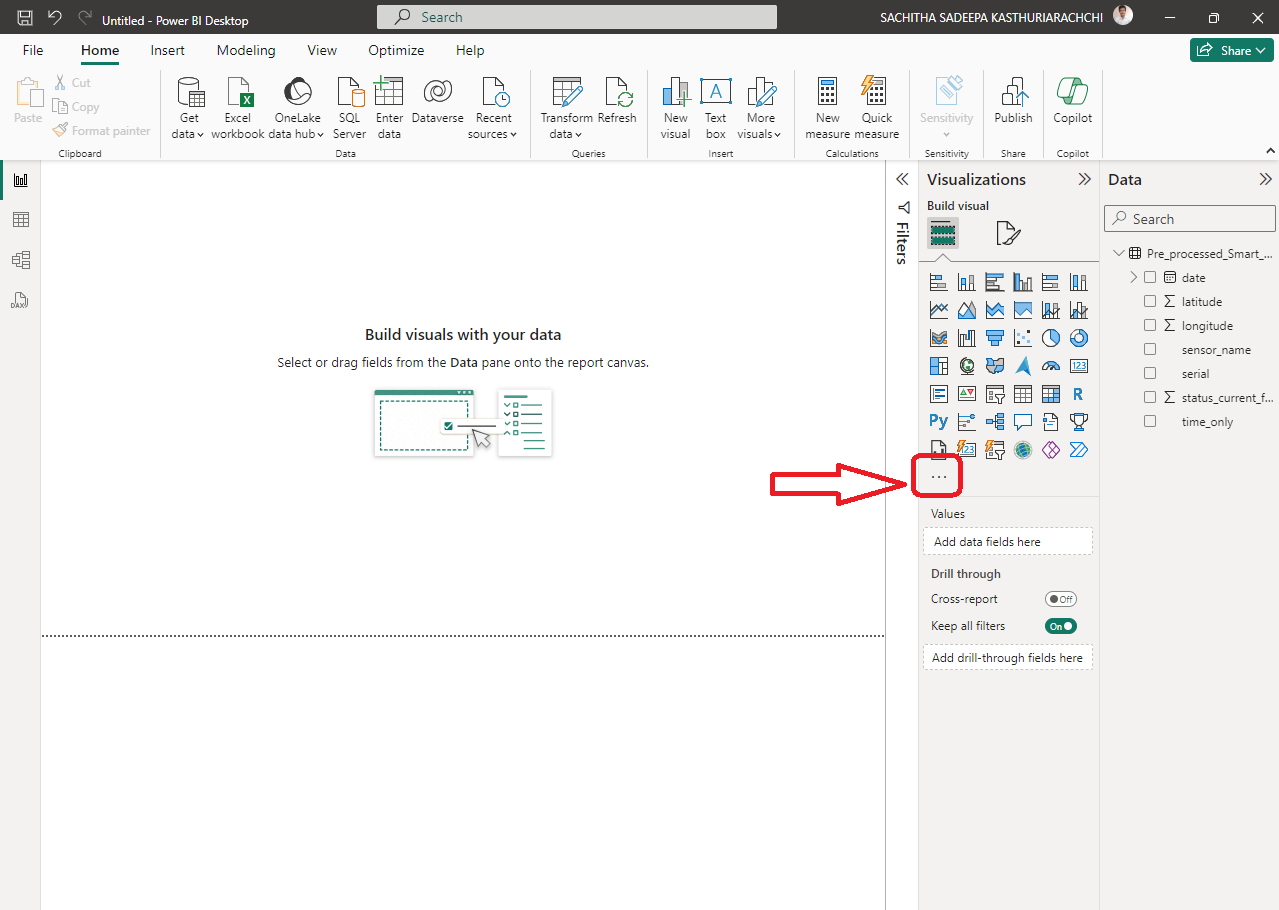 Untitled - Power BI Desktop
Search
SACHITHA SADEEPA KASTHURIARACHCHI
File Home Insert Modeling View Optimize Help
Share
Paste
Cut
Copy
Format painter
Clipboard
Get data
Excel workbook
OneLake data hub
SQL Server
Enter data
Dataverse
Recent sources
Data
Transform data
Refresh
Queries
New visual
Text box
More visuals
Insert
New measure
Quick measure
Calculations
Sensitivity
Sensitivity
Publish
Share
Copilot
Copilot
DAX
Build visuals with your data
Select or drag fields from the Data pane onto the report canvas.
Filters
Visualizations
Build visual
123
R
Py
123
...
Values
Add data fields here
Drill through
Cross-report
Off
Keep all filters
On
Add drill-through fields here
Data
Search
Pre_processed_Smart_...
date
latitude
longitude
sensor_name
serial
status_current_f...
time_only